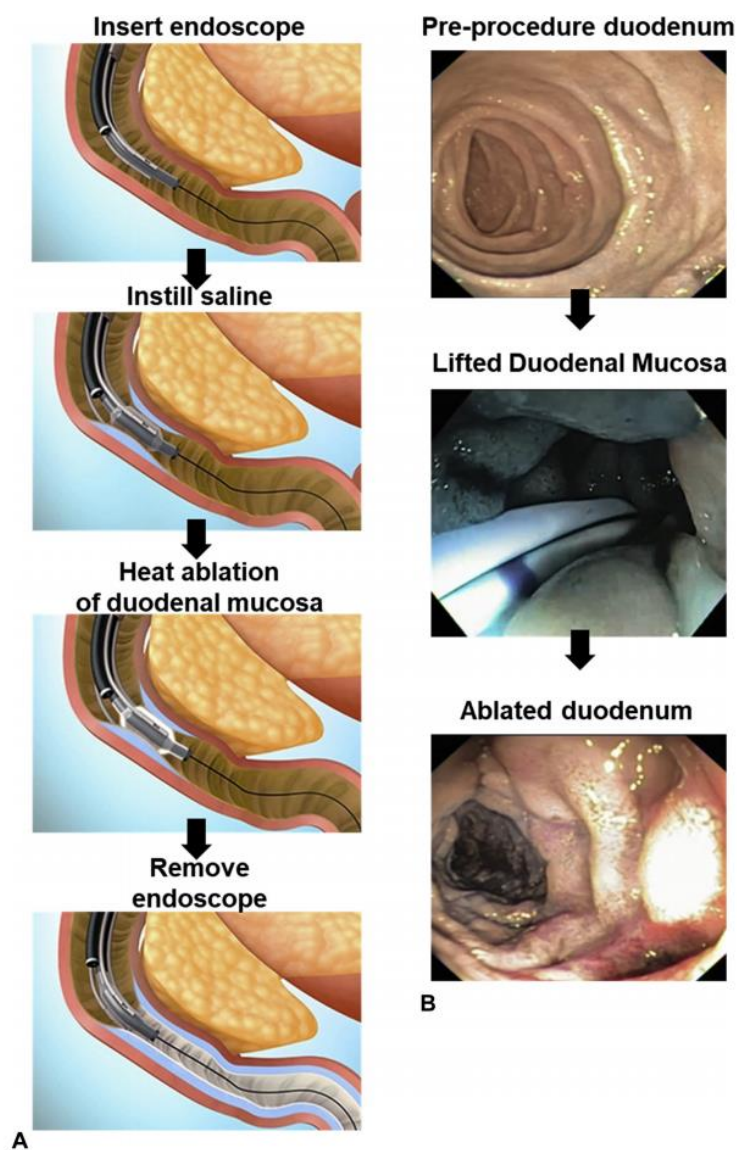 Insert endoscope
Instill saline
Heat ablation
of duodenal mucosa
Remove
endoscope
A
Pre-procedure duodenum
Lifted Duodenal Mucosa
Ablated duodenum
B